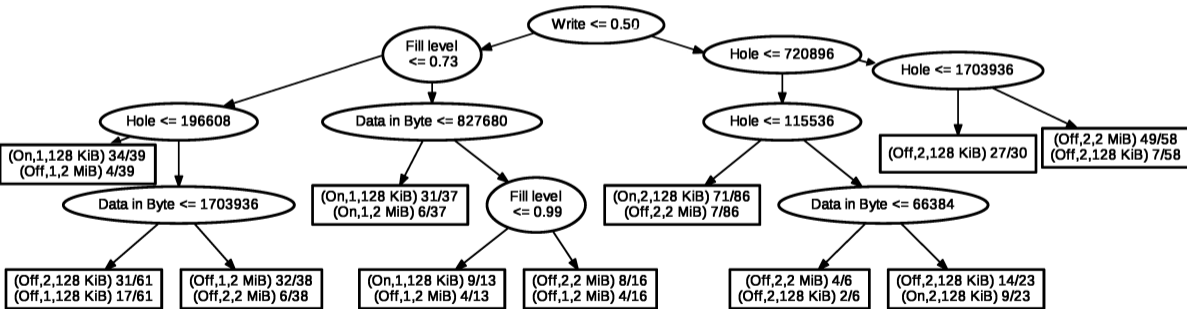 Write <= 0.50
Fill level
<= 0.73
Hole <= 720896
Hole <= 1703936
Hole <= 196608
Data in Byte <= 827680
Hole <= 115536
(On,1,128 KiB) 34/39
(Off,1,2 MiB) 4/39
(Off,2,128 KiB) 27/30
(Off,2,2 MiB) 49/58
(Off,2,128 KiB) 7/58
Data in Byte <= 1703936
(On,1,128 KiB) 31/37
(On,1,2 MiB) 6/37
Fill level
<= 0.99
(On,2,128 KiB) 71/86
(Off,2,2 MiB) 7/86
Data in Byte <= 66384
(Off,2,128 KiB) 31/61
(Off,1,128 KiB) 17/61
(Off,1,2 MiB) 32/38
(Off,2,2 MiB) 6/38
(On,1,128 KiB) 9/13
(Off,1,2 MiB) 4/13
(Off,2,2 MiB) 8/16
(Off,1,2 MiB) 4/16
(Off,2,2 MiB) 4/6
(Off,2,128 KiB) 2/6
(Off,2,128 KiB) 14/23
(On,2,128 KiB) 9/23